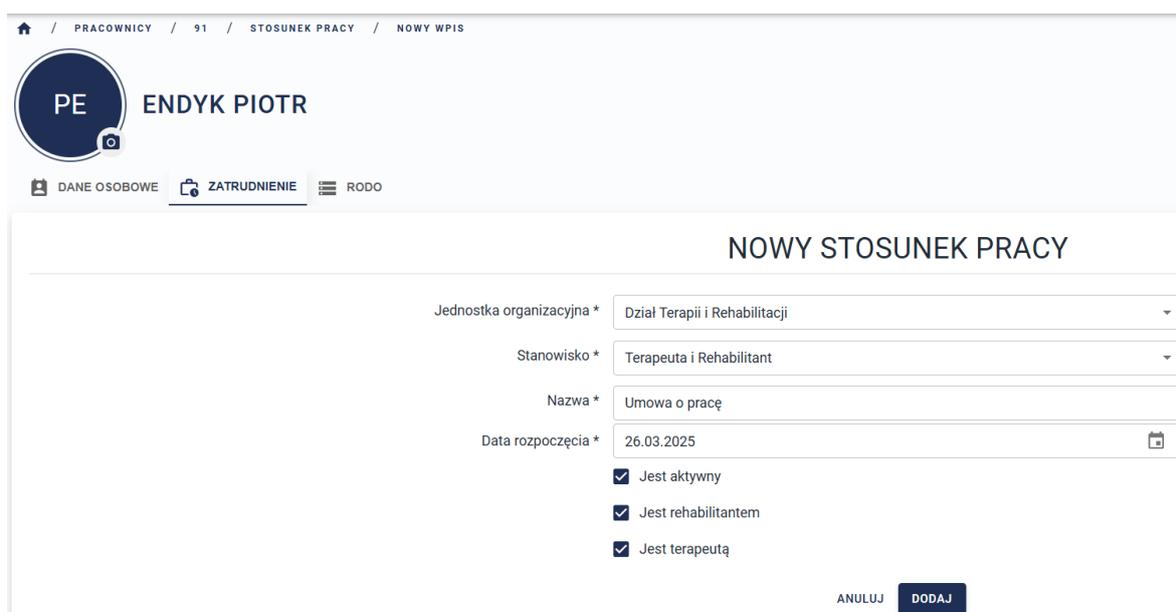 / PRACOWNICY / 91 / STOSUNEK PRACY / NOWY WPIS
PE
ENDYK PIOTR
DANE OSOBOWE ZATRUDNIENIE RODO
NOWY STOSUNEK PRACY
Jednostka organizacyjna * Dział Terapii i Rehabilitacji
Stanowisko * Terapeuta i Rehabilitant
Nazwa * Umowa o pracę
Data rozpoczęcia * 26.03.2025
Jest aktywny
Jest rehabilitantem
Jest terapeutą
ANULUJ DODAJ